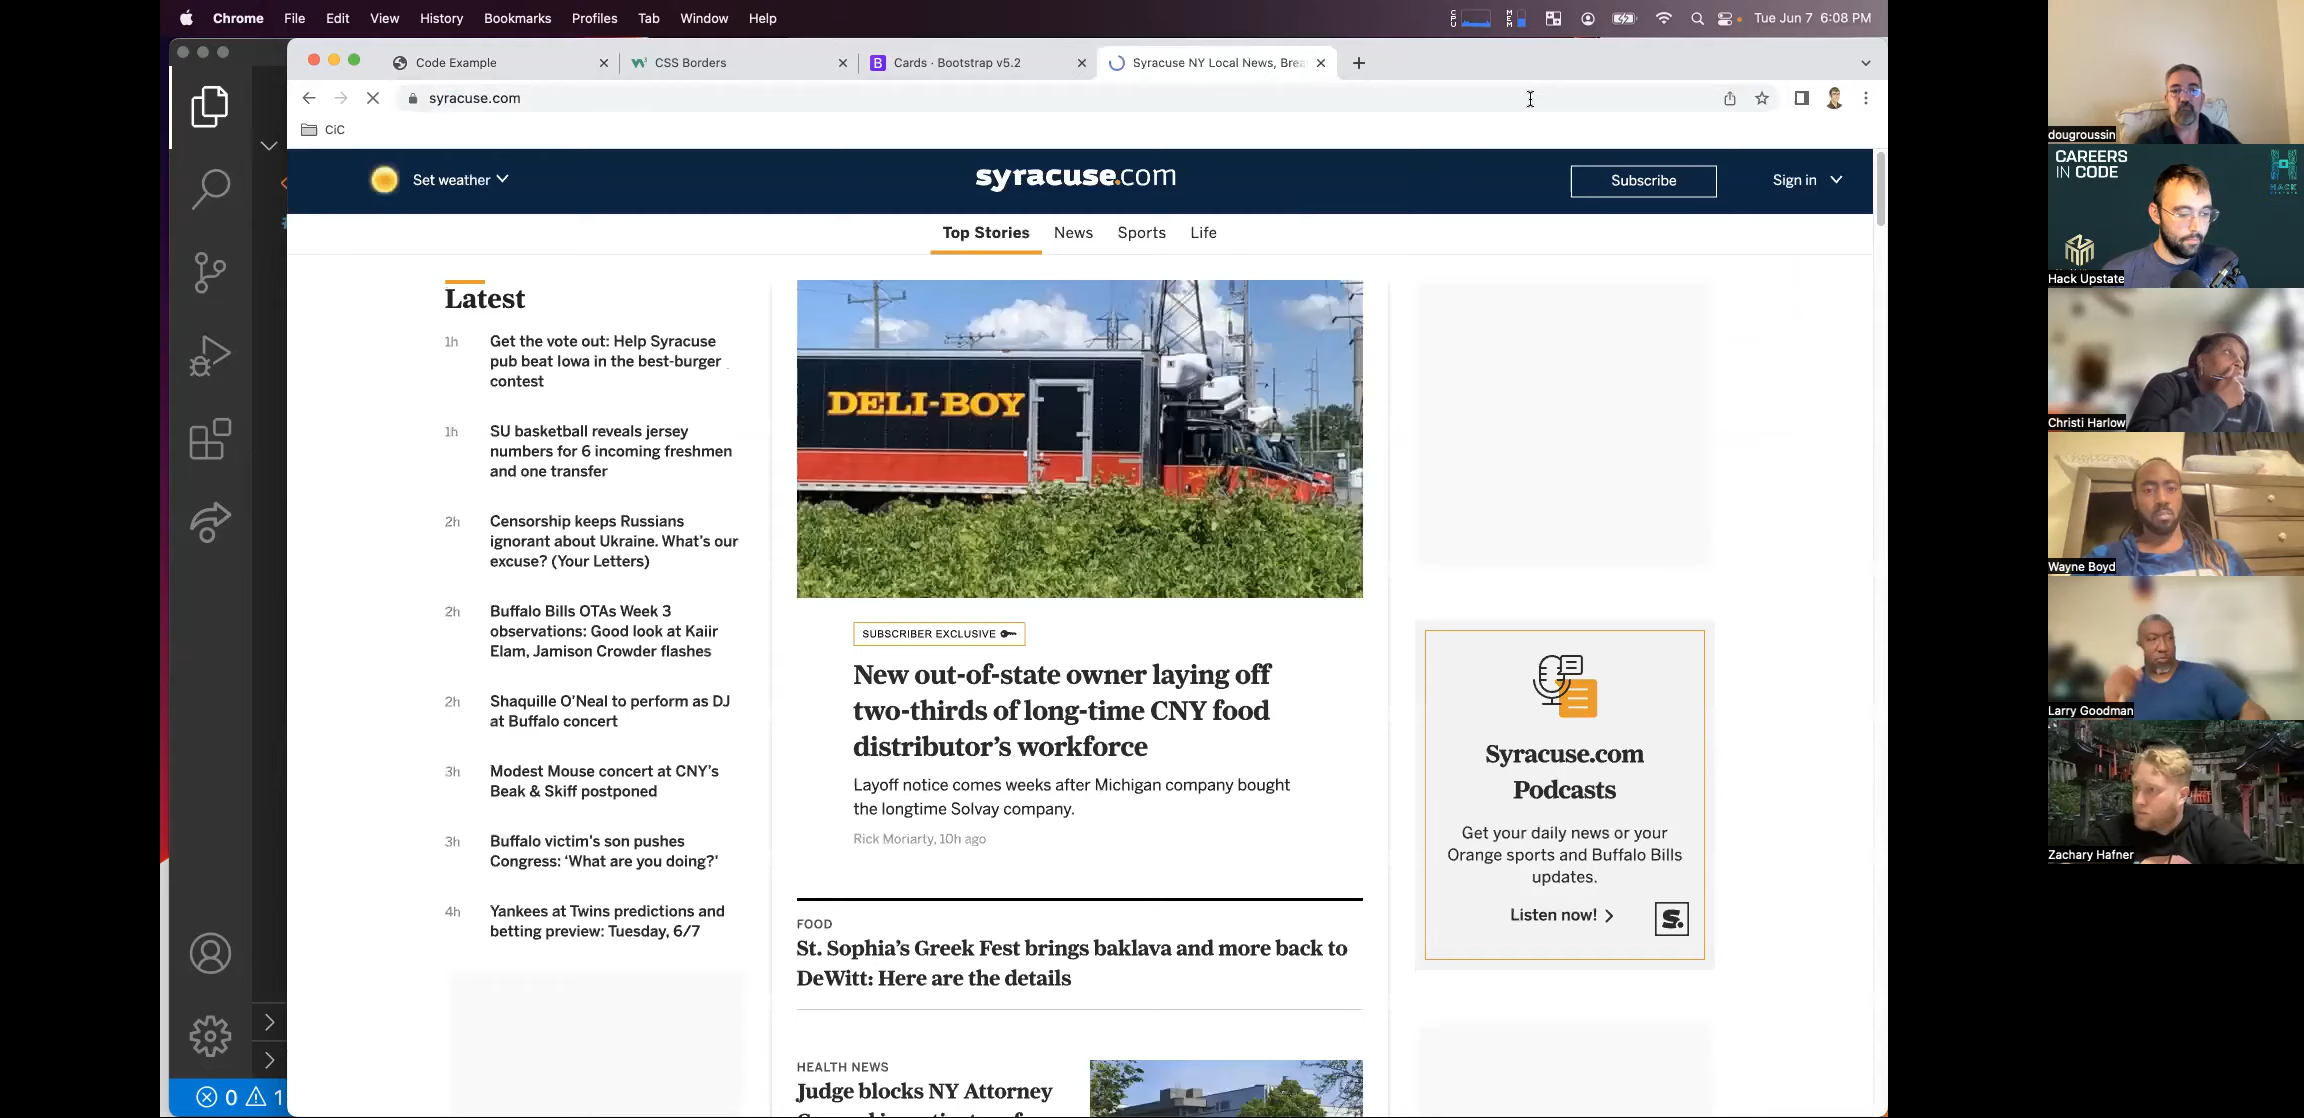 Chrome File Edit View History Bookmarks Profiles Tab Window Help
CPU MEM Tue Jun 7 6:08 PM
Code Example
CSS Borders
B Cards · Bootstrap v5.2
Syracuse NY Local News, Brea
syracuse.com
CiC
Set weather
syracuse.com
Subscribe
Sign in
Top Stories News Sports Life
Latest
1h
Get the vote out: Help Syracuse
pub beat Iowa in the best-burger
contest
1h
SU basketball reveals jersey
numbers for 6 incoming freshmen
and one transfer
2h
Censorship keeps Russians
ignorant about Ukraine. What's our
excuse? (Your Letters)
2h
Buffalo Bills OTAs Week 3
observations: Good look at Kaiir
Elam, Jamison Crowder flashes
2h
Shaquille O’Neal to perform as DJ
at Buffalo concert
3h
Modest Mouse concert at CNY’s
Beak & Skiff postponed
3h
Buffalo victim's son pushes
Congress: ‘What are you doing?’
4h
Yankees at Twins predictions and
betting preview: Tuesday, 6/7
DELI-BOY
SUBSCRIBER EXCLUSIVE
New out-of-state owner laying off
two-thirds of long-time CNY food
distributor’s workforce
Layoff notice comes weeks after Michigan company bought
the longtime Solvay company.
Rick Moriarty, 10h ago
FOOD
St. Sophia’s Greek Fest brings baklava and more back to
DeWitt: Here are the details
HEALTH NEWS
Judge blocks NY Attorney
Syracuse.com
Podcasts
Get your daily news or your
Orange sports and Buffalo Bills
updates.
Listen now!
S.
0 1
dougroussin
CAREERS
IN CODE
HACK
Hack Upstate
Christi Harlow
Wayne Boyd
Larry Goodman
Zachary Hafner